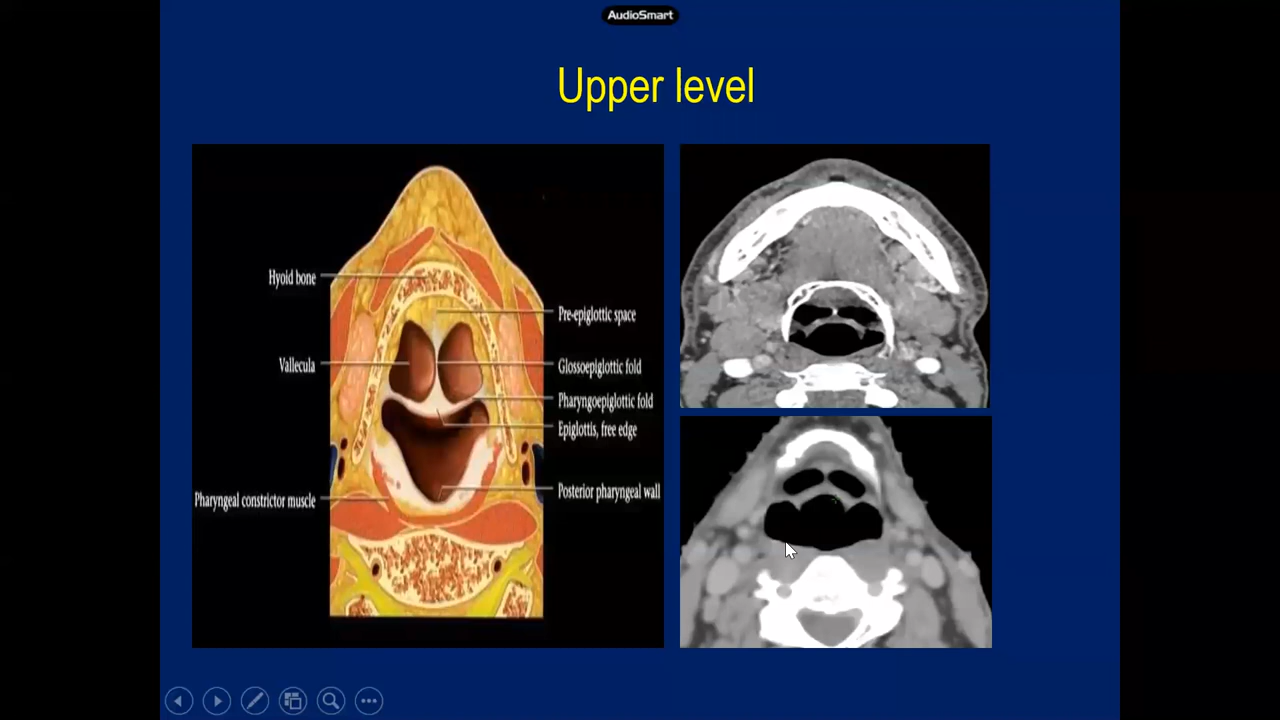 AudioSmart
Upper level
Hyoid bone
Pre-epiglottic space
Vallecula
Glossoepiglottic fold
Pharyngoepiglottic fold
Epiglottis, free edge
Pharyngeal constrictor muscle
Posterior pharyngeal wall